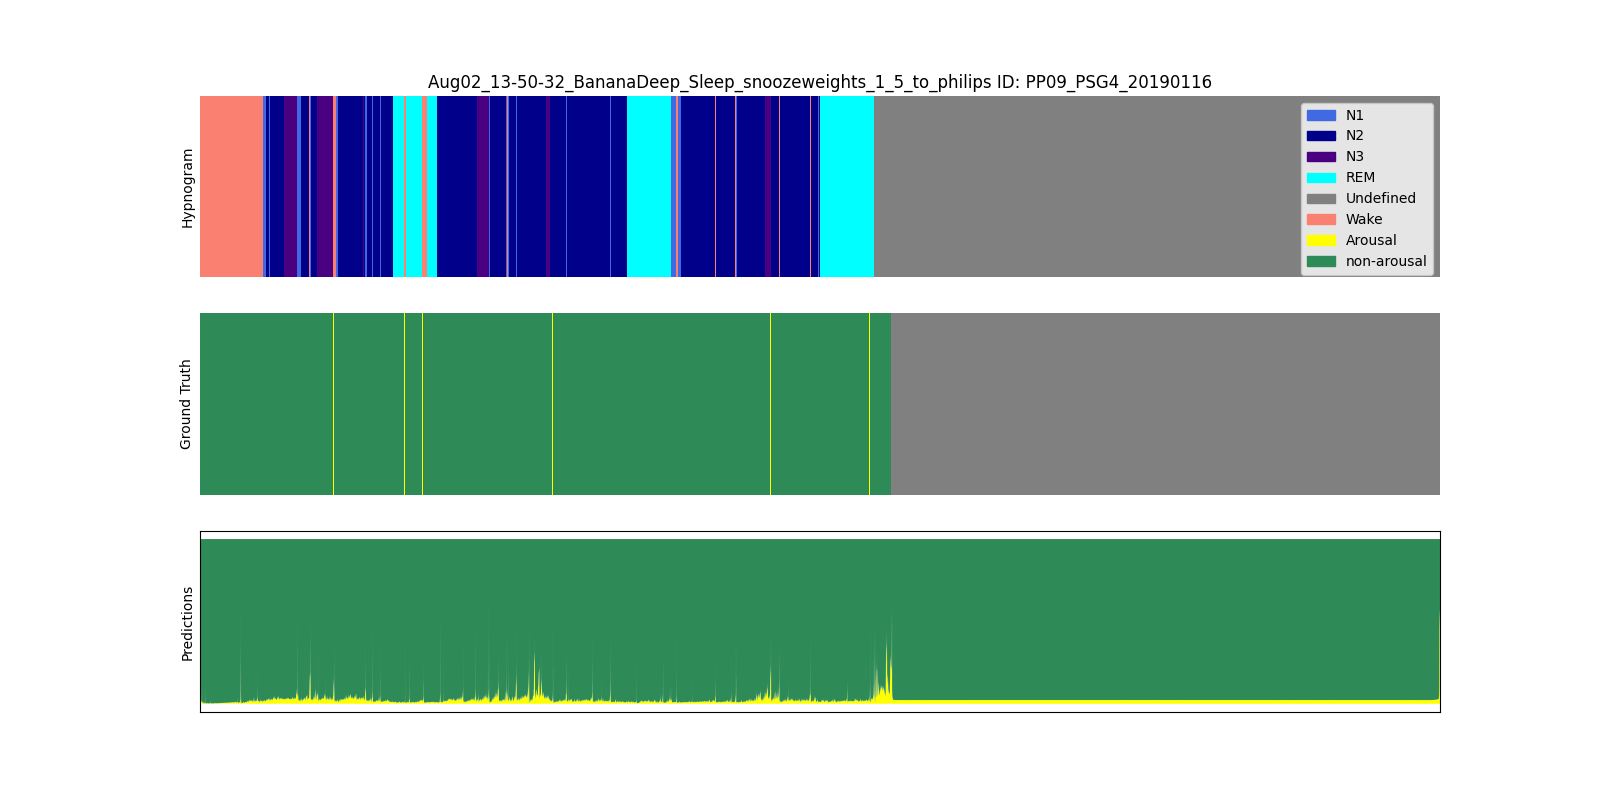 Aug02_13-50-32_BananaDeep_Sleep_snoozeweights_1_5_to_philips ID: PP09_PSG4_20190116
Hypnogram
N1
N2
N3
REM
Undefined
Wake
Arousal
non-arousal
Ground Truth
Predictions